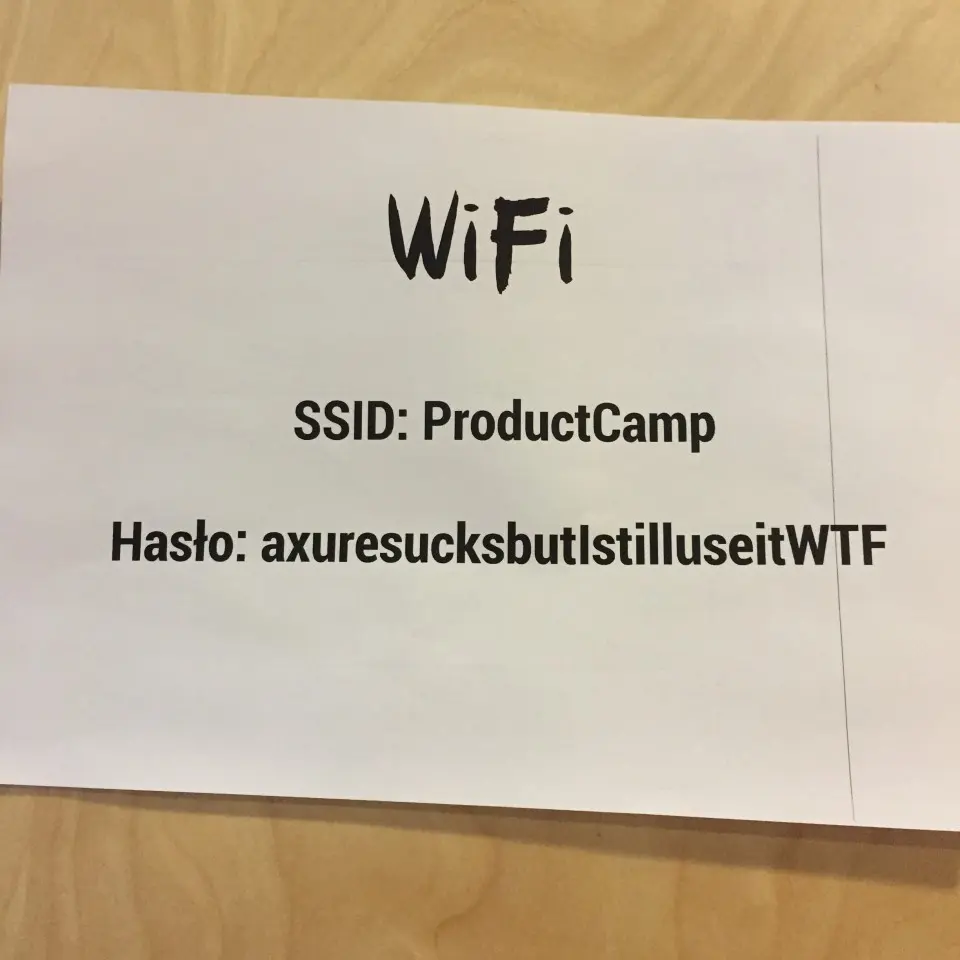 WiFi
SSID: ProductCamp
Hasło: axuresucksbutIstilluseitWTF